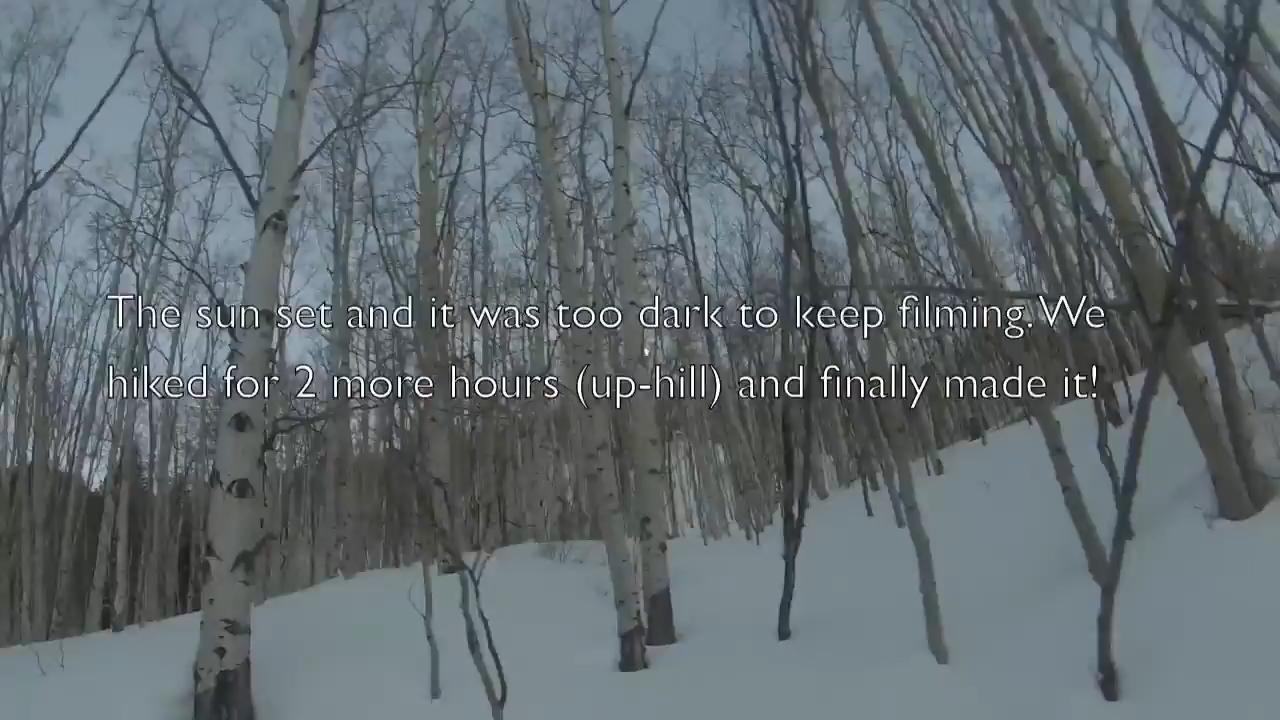 The sun set and it was too dark to keep filming. We
hiked for 2 more hours (up-hill) and finally made it!